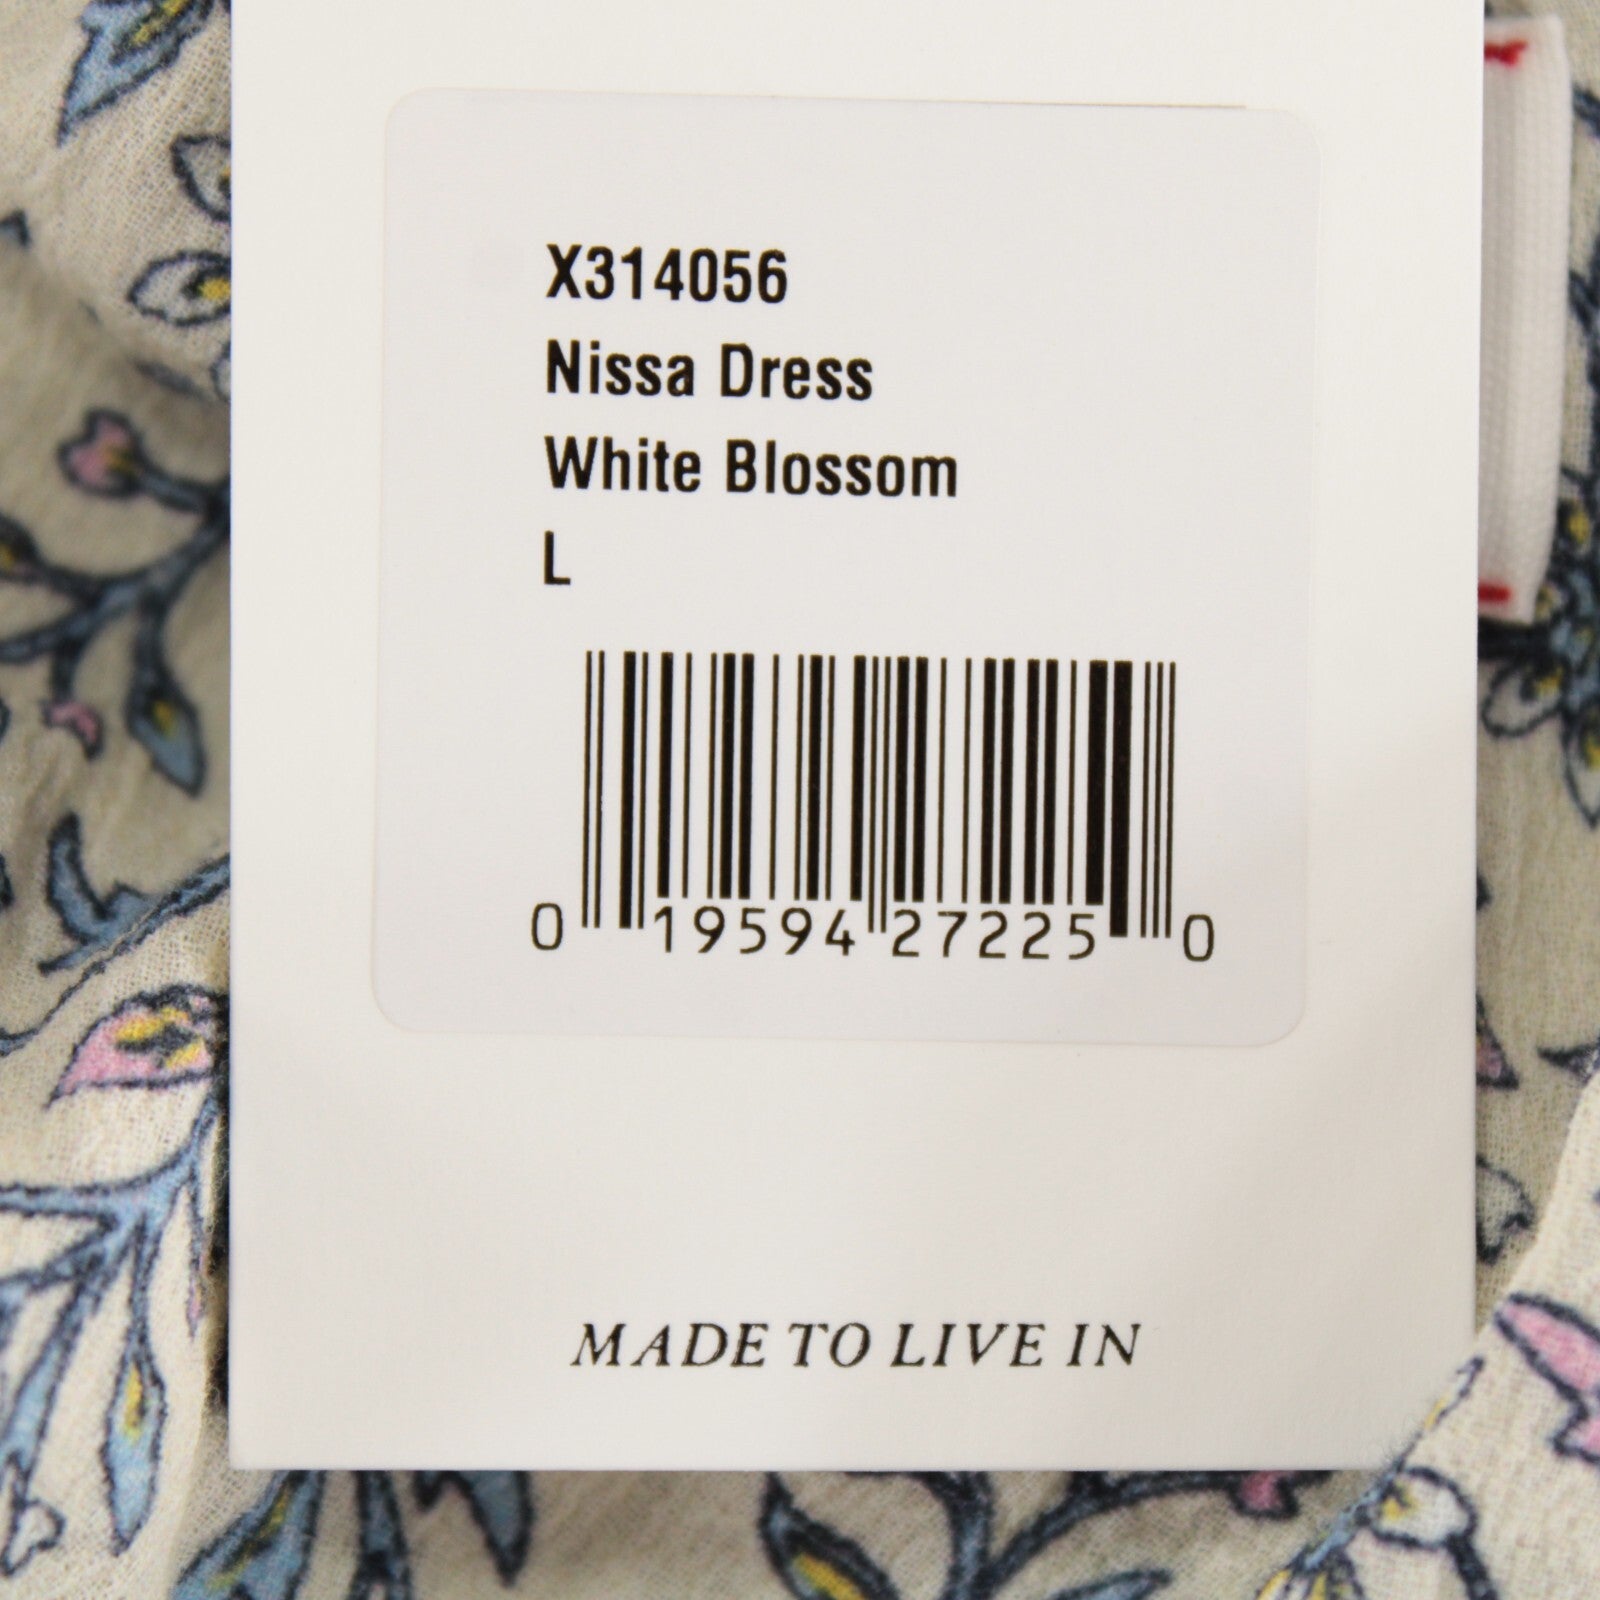 X314056
Nissa Dress
White Blossom
L
0 19594 27225 0
MADE TO LIVE IN